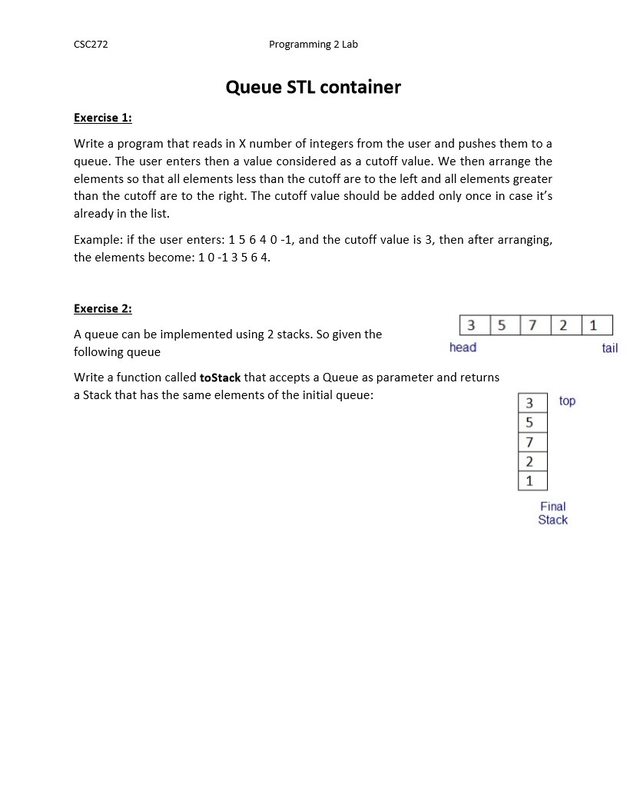 CSC272 Programming 2 Lab
Queue STL container
Exercise 1:
Write a program that reads in X number of integers from the user and pushes them to a
queue. The user enters then a value considered as a cutoff value. We then arrange the
elements so that all elements less than the cutoff are to the left and all elements greater
than the cutoff are to the right. The cutoff value should be added only once in case it's
already in the list.
Example: if the user enters: 1 5 6 4 0 -1, and the cutoff value is 3, then after arranging,
the elements become: 1 0 -1 3 5 6 4.
Exercise 2:
A queue can be implemented using 2 stacks. So given the
following queue
3 5 7 2 1
head tail
Write a function called toStack that accepts a Queue as parameter and returns
a Stack that has the same elements of the initial queue:
3 top
5
7
2
1
Final
Stack